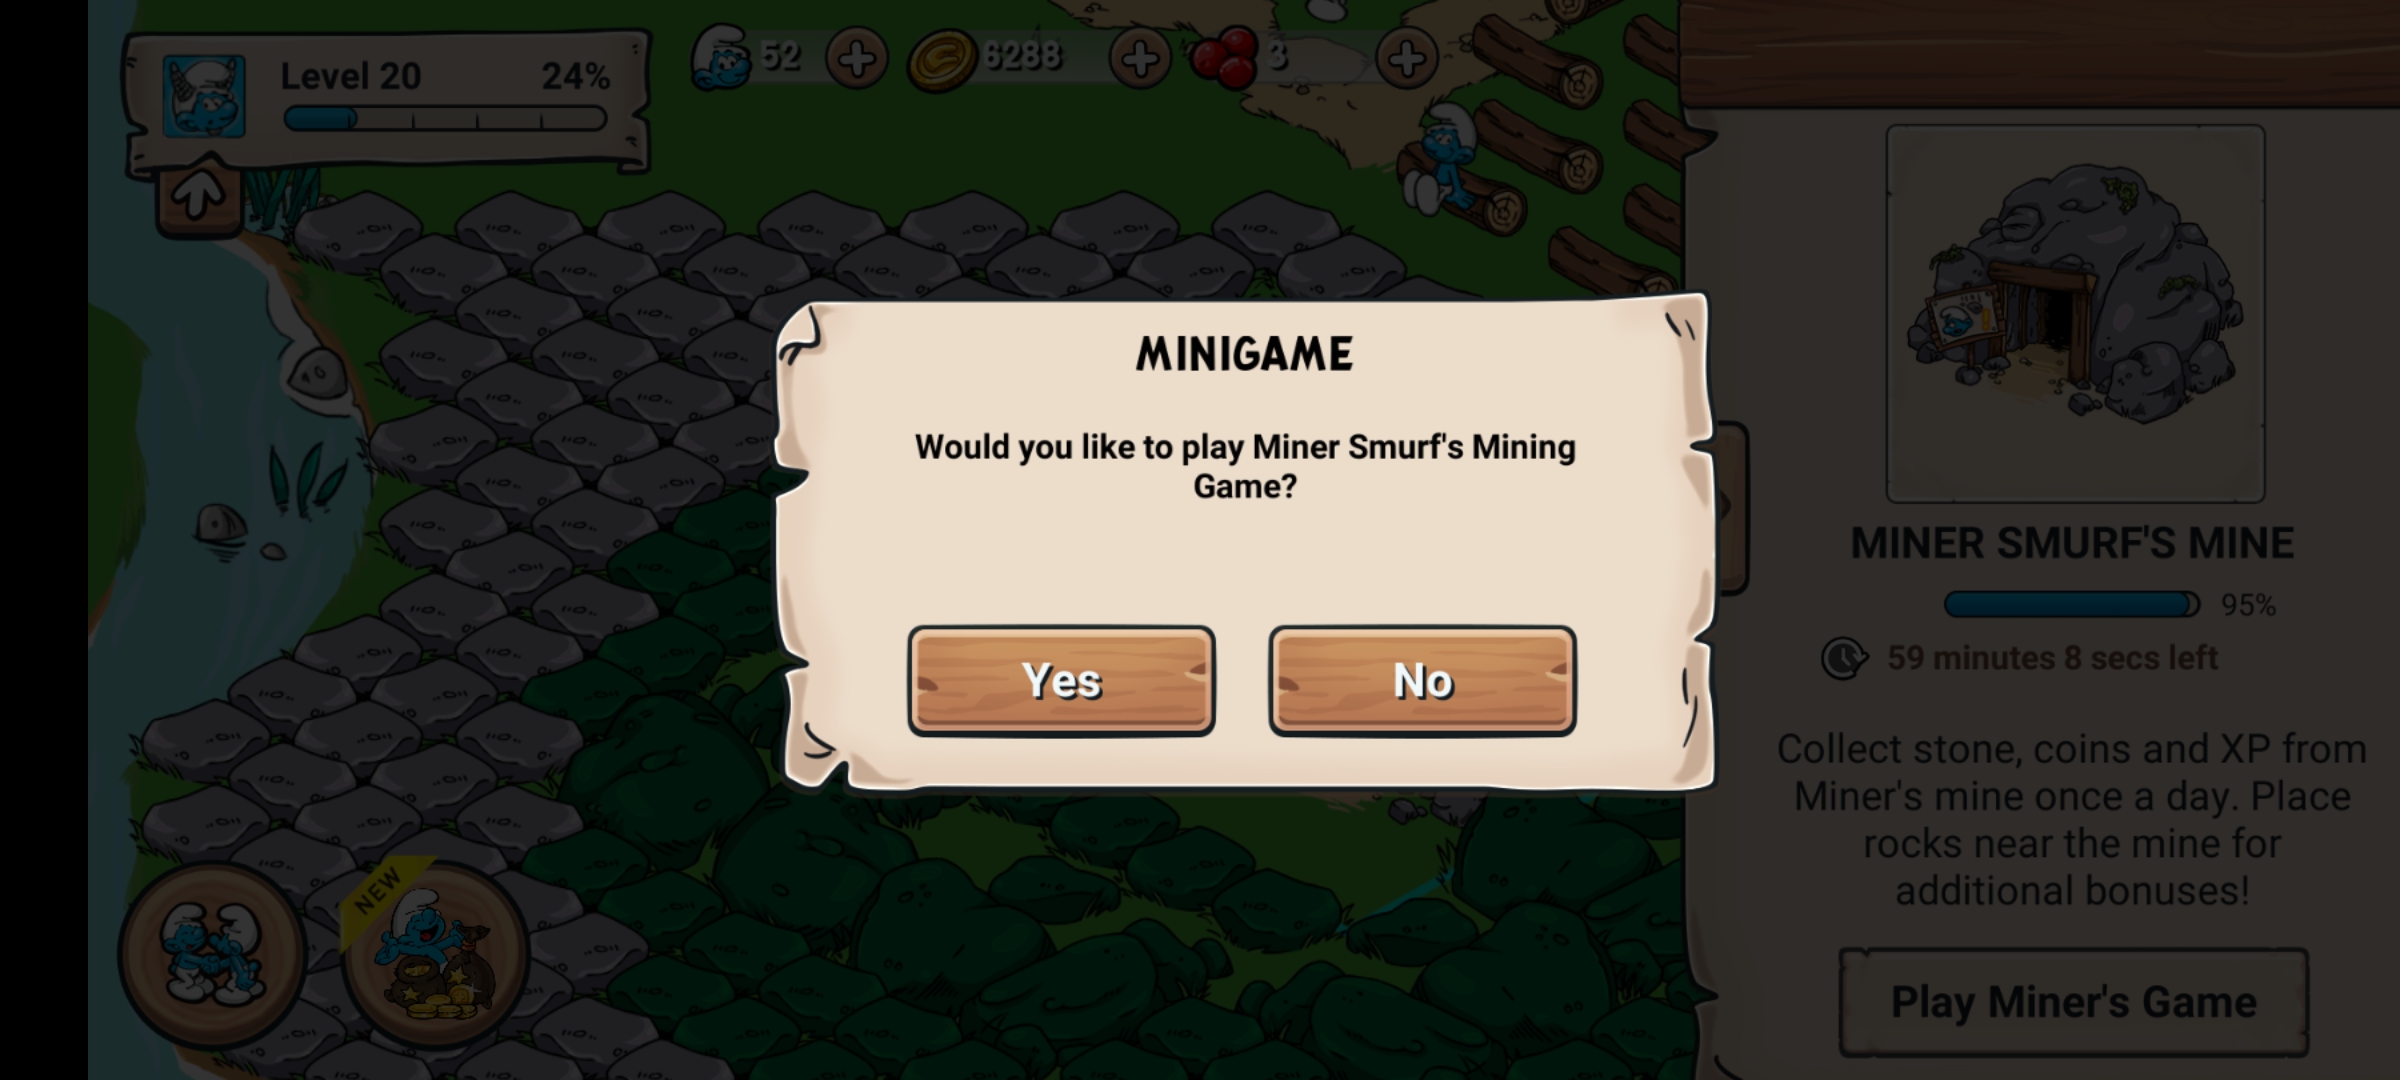 Level 20
24%
52
6288
3
MINIGAME
Would you like to play Miner Smurf's Mining
Game?
Yes
No
MINER SMURF'S MINE
95%
59 minutes 8 secs left
Collect stone, coins and XP from
Miner's mine once a day. Place
rocks near the mine for
additional bonuses!
Play Miner's Game
NEW